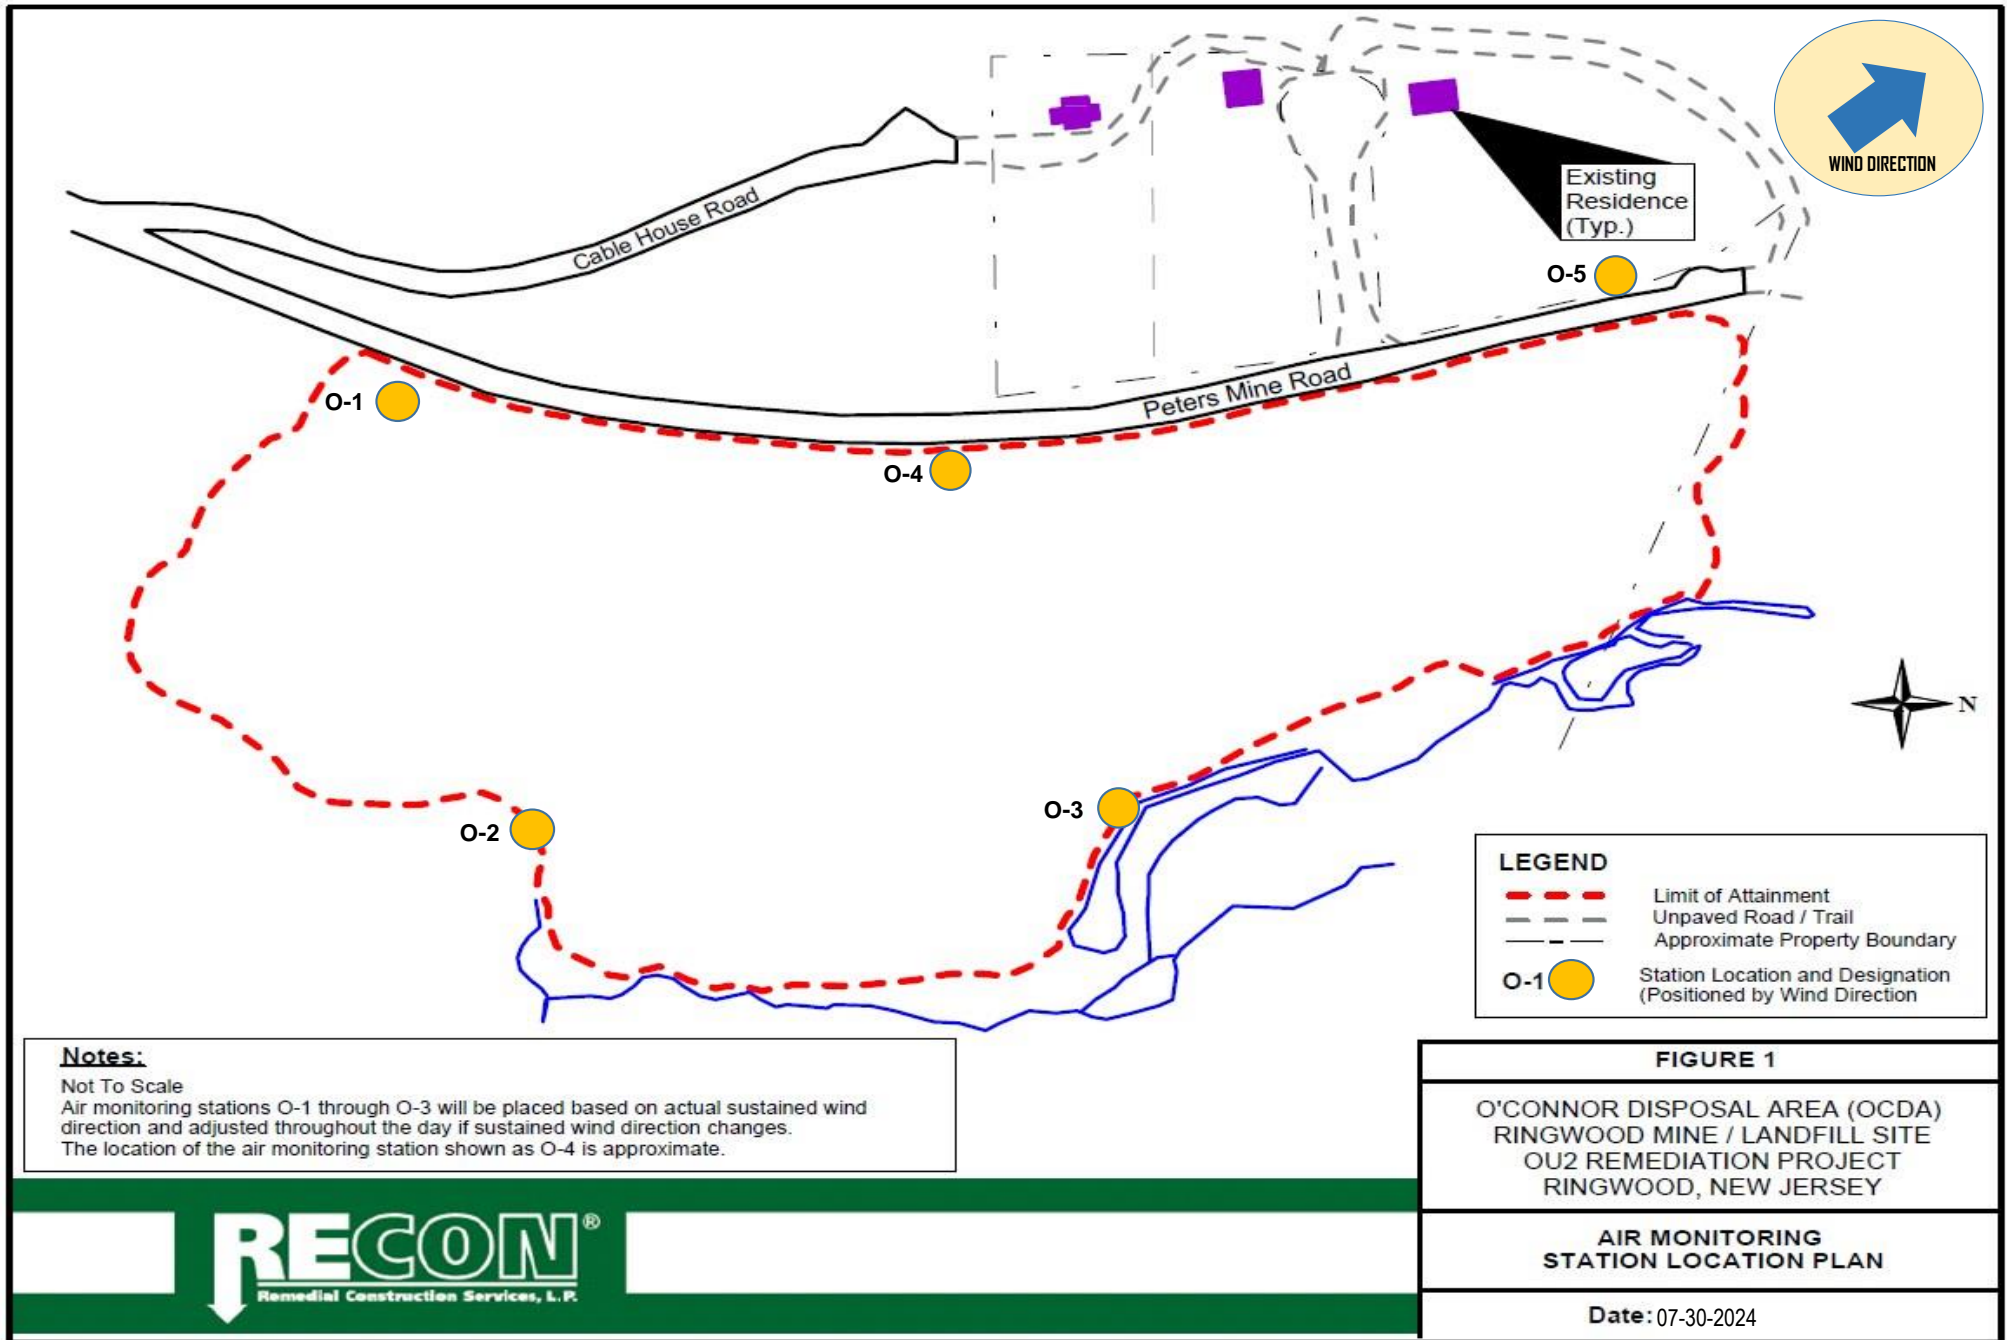 WIND DIRECTION
Existing
Residence
(Typ.)
Cable House Road
O-5
Peters Mine Road
O-1
O-4
N
O-3
O-2
LEGEND
Limit of Attainment
Unpaved Road / Trail
Approximate Property Boundary
O-1
Station Location and Designation
(Positioned by Wind Direction
Notes:
Not To Scale
Air monitoring stations O-1 through O-3 will be placed based on actual sustained wind
direction and adjusted throughout the day if sustained wind direction changes.
The location of the air monitoring station shown as O-4 is approximate.
FIGURE 1
O'CONNOR DISPOSAL AREA (OCDA)
RINGWOOD MINE / LANDFILL SITE
OU2 REMEDIATION PROJECT
RINGWOOD, NEW JERSEY
AIR MONITORING
STATION LOCATION PLAN
Date: 07-30-2024
RECON®
Remedial Construction Services, L.P.